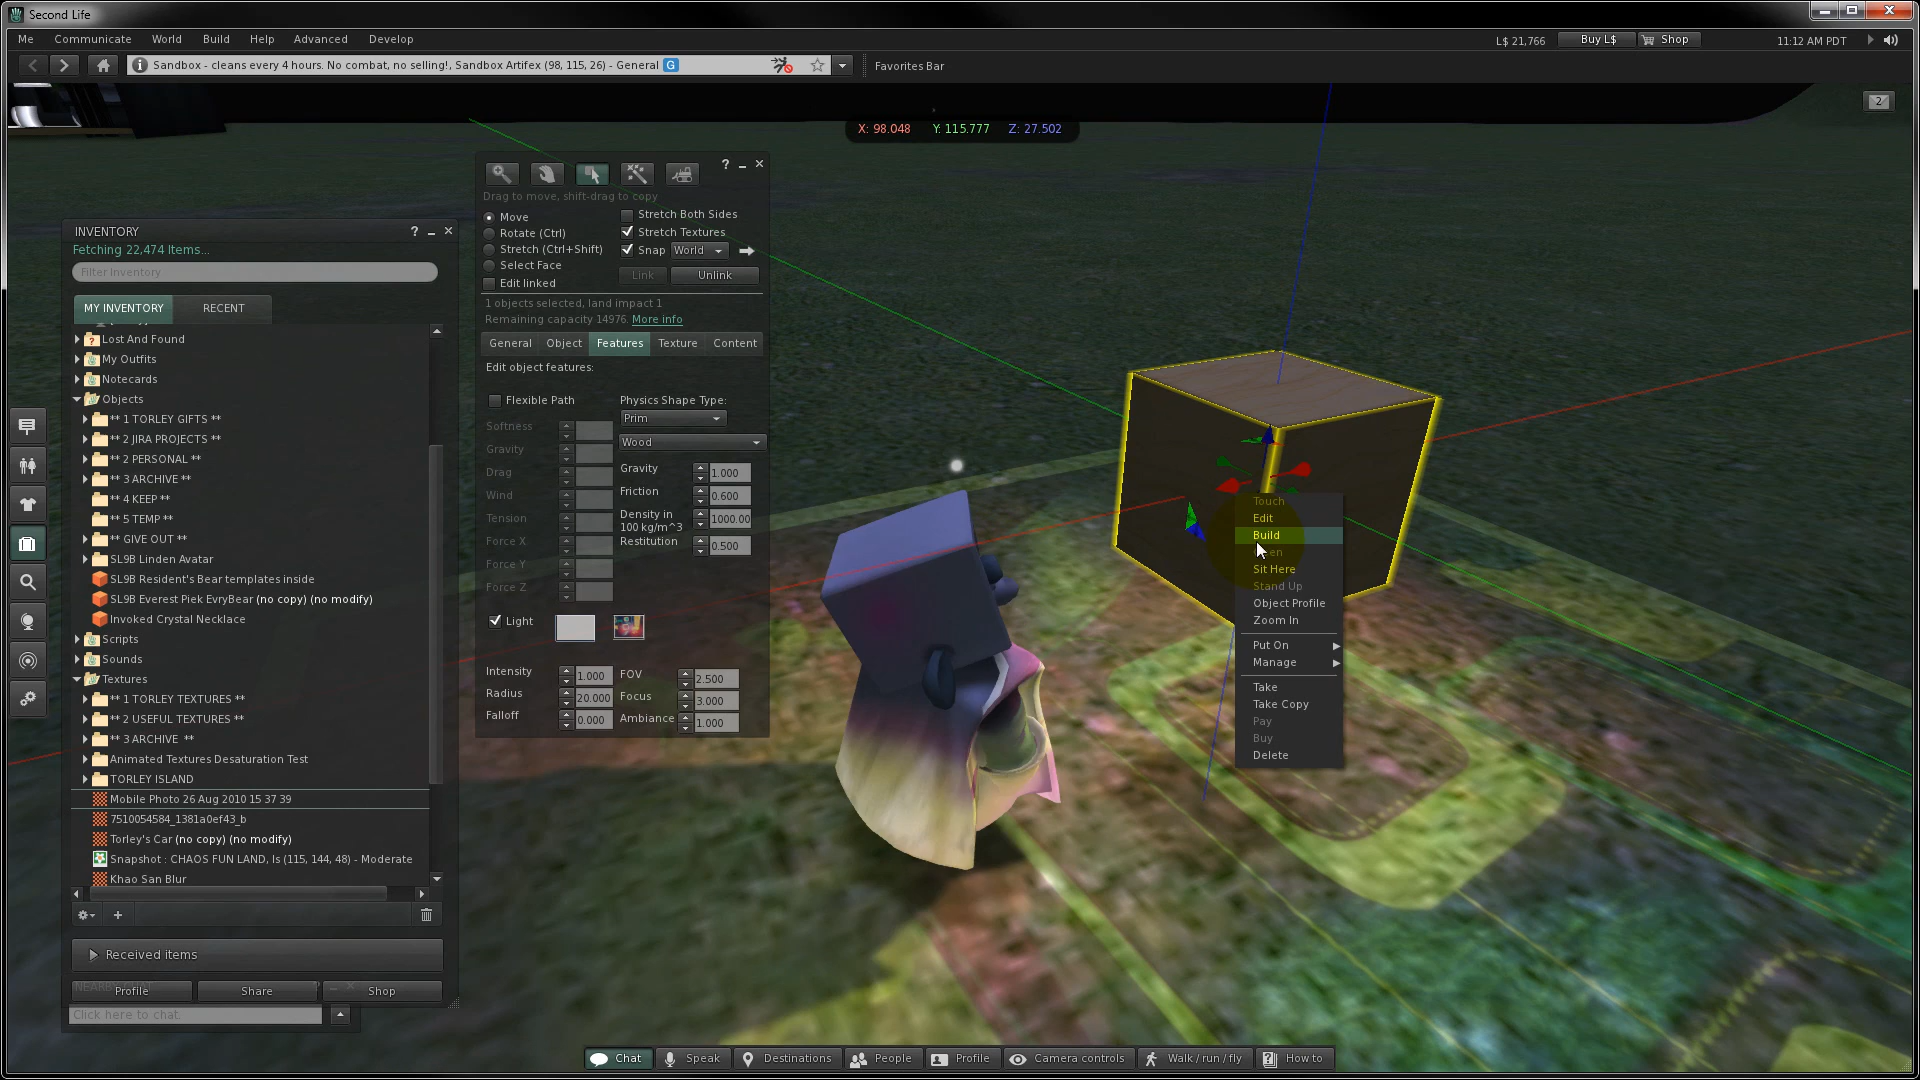 Second Life
Me Communicate World Build Help Advanced Develop
L$ 21,766 Buy L$ Shop 11:12 AM PDT
Sandbox - cleans every 4 hours. No combat, no selling!, Sandbox Artifex (98, 115, 26) - General G
Favorites Bar
2
X: 98.048 Y: 115.777 Z: 27.502
INVENTORY
Fetching 22,474 Items...
Filter Inventory
MY INVENTORY RECENT
Lost And Found
My Outfits
Notecards
Objects
** 1 TORLEY GIFTS **
** 2 JIRA PROJECTS **
** 2 PERSONAL **
** 3 ARCHIVE **
** 4 KEEP **
** 5 TEMP **
** GIVE OUT **
SL9B Linden Avatar
SL9B Resident's Bear templates inside
SL9B Everest Piek EvryBear (no copy) (no modify)
Invoked Crystal Necklace
Scripts
Sounds
Textures
** 1 TORLEY TEXTURES **
** 2 USEFUL TEXTURES **
** 3 ARCHIVE **
Animated Textures Desaturation Test
TORLEY ISLAND
Mobile Photo 26 Aug 2010 15 37 39
7510054584_1381a0ef43_b
Torley's Car (no copy) (no modify)
Snapshot : CHAOS FUN LAND, Is (115, 144, 48) - Moderate
Khao San Blur
Received items
Profile Share Shop
Click here to chat.
Drag to move, shift-drag to copy
Move
Rotate (Ctrl)
Stretch (Ctrl+Shift)
Select Face
Edit linked
Stretch Both Sides
Stretch Textures
Snap World
Link Unlink
1 objects selected, land impact 1
Remaining capacity 14976. More info
General Object Features Texture Content
Edit object features:
Flexible Path
Softness
Gravity
Drag
Wind
Tension
Force X
Force Y
Force Z
Physics Shape Type:
Prim
Wood
Gravity 1.000
Friction 0.600
Density in
100 kg/m^3 1000.00
Restitution 0.500
Light
Intensity 1.000
Radius 20.000
Falloff 0.000
FOV 2.500
Focus 3.000
Ambiance 1.000
Touch
Edit
Build
Sit Here
Stand Up
Object Profile
Zoom In
Put On
Manage
Take
Take Copy
Pay
Buy
Delete
Chat Speak Destinations People Profile Camera controls Walk / run / fly How to